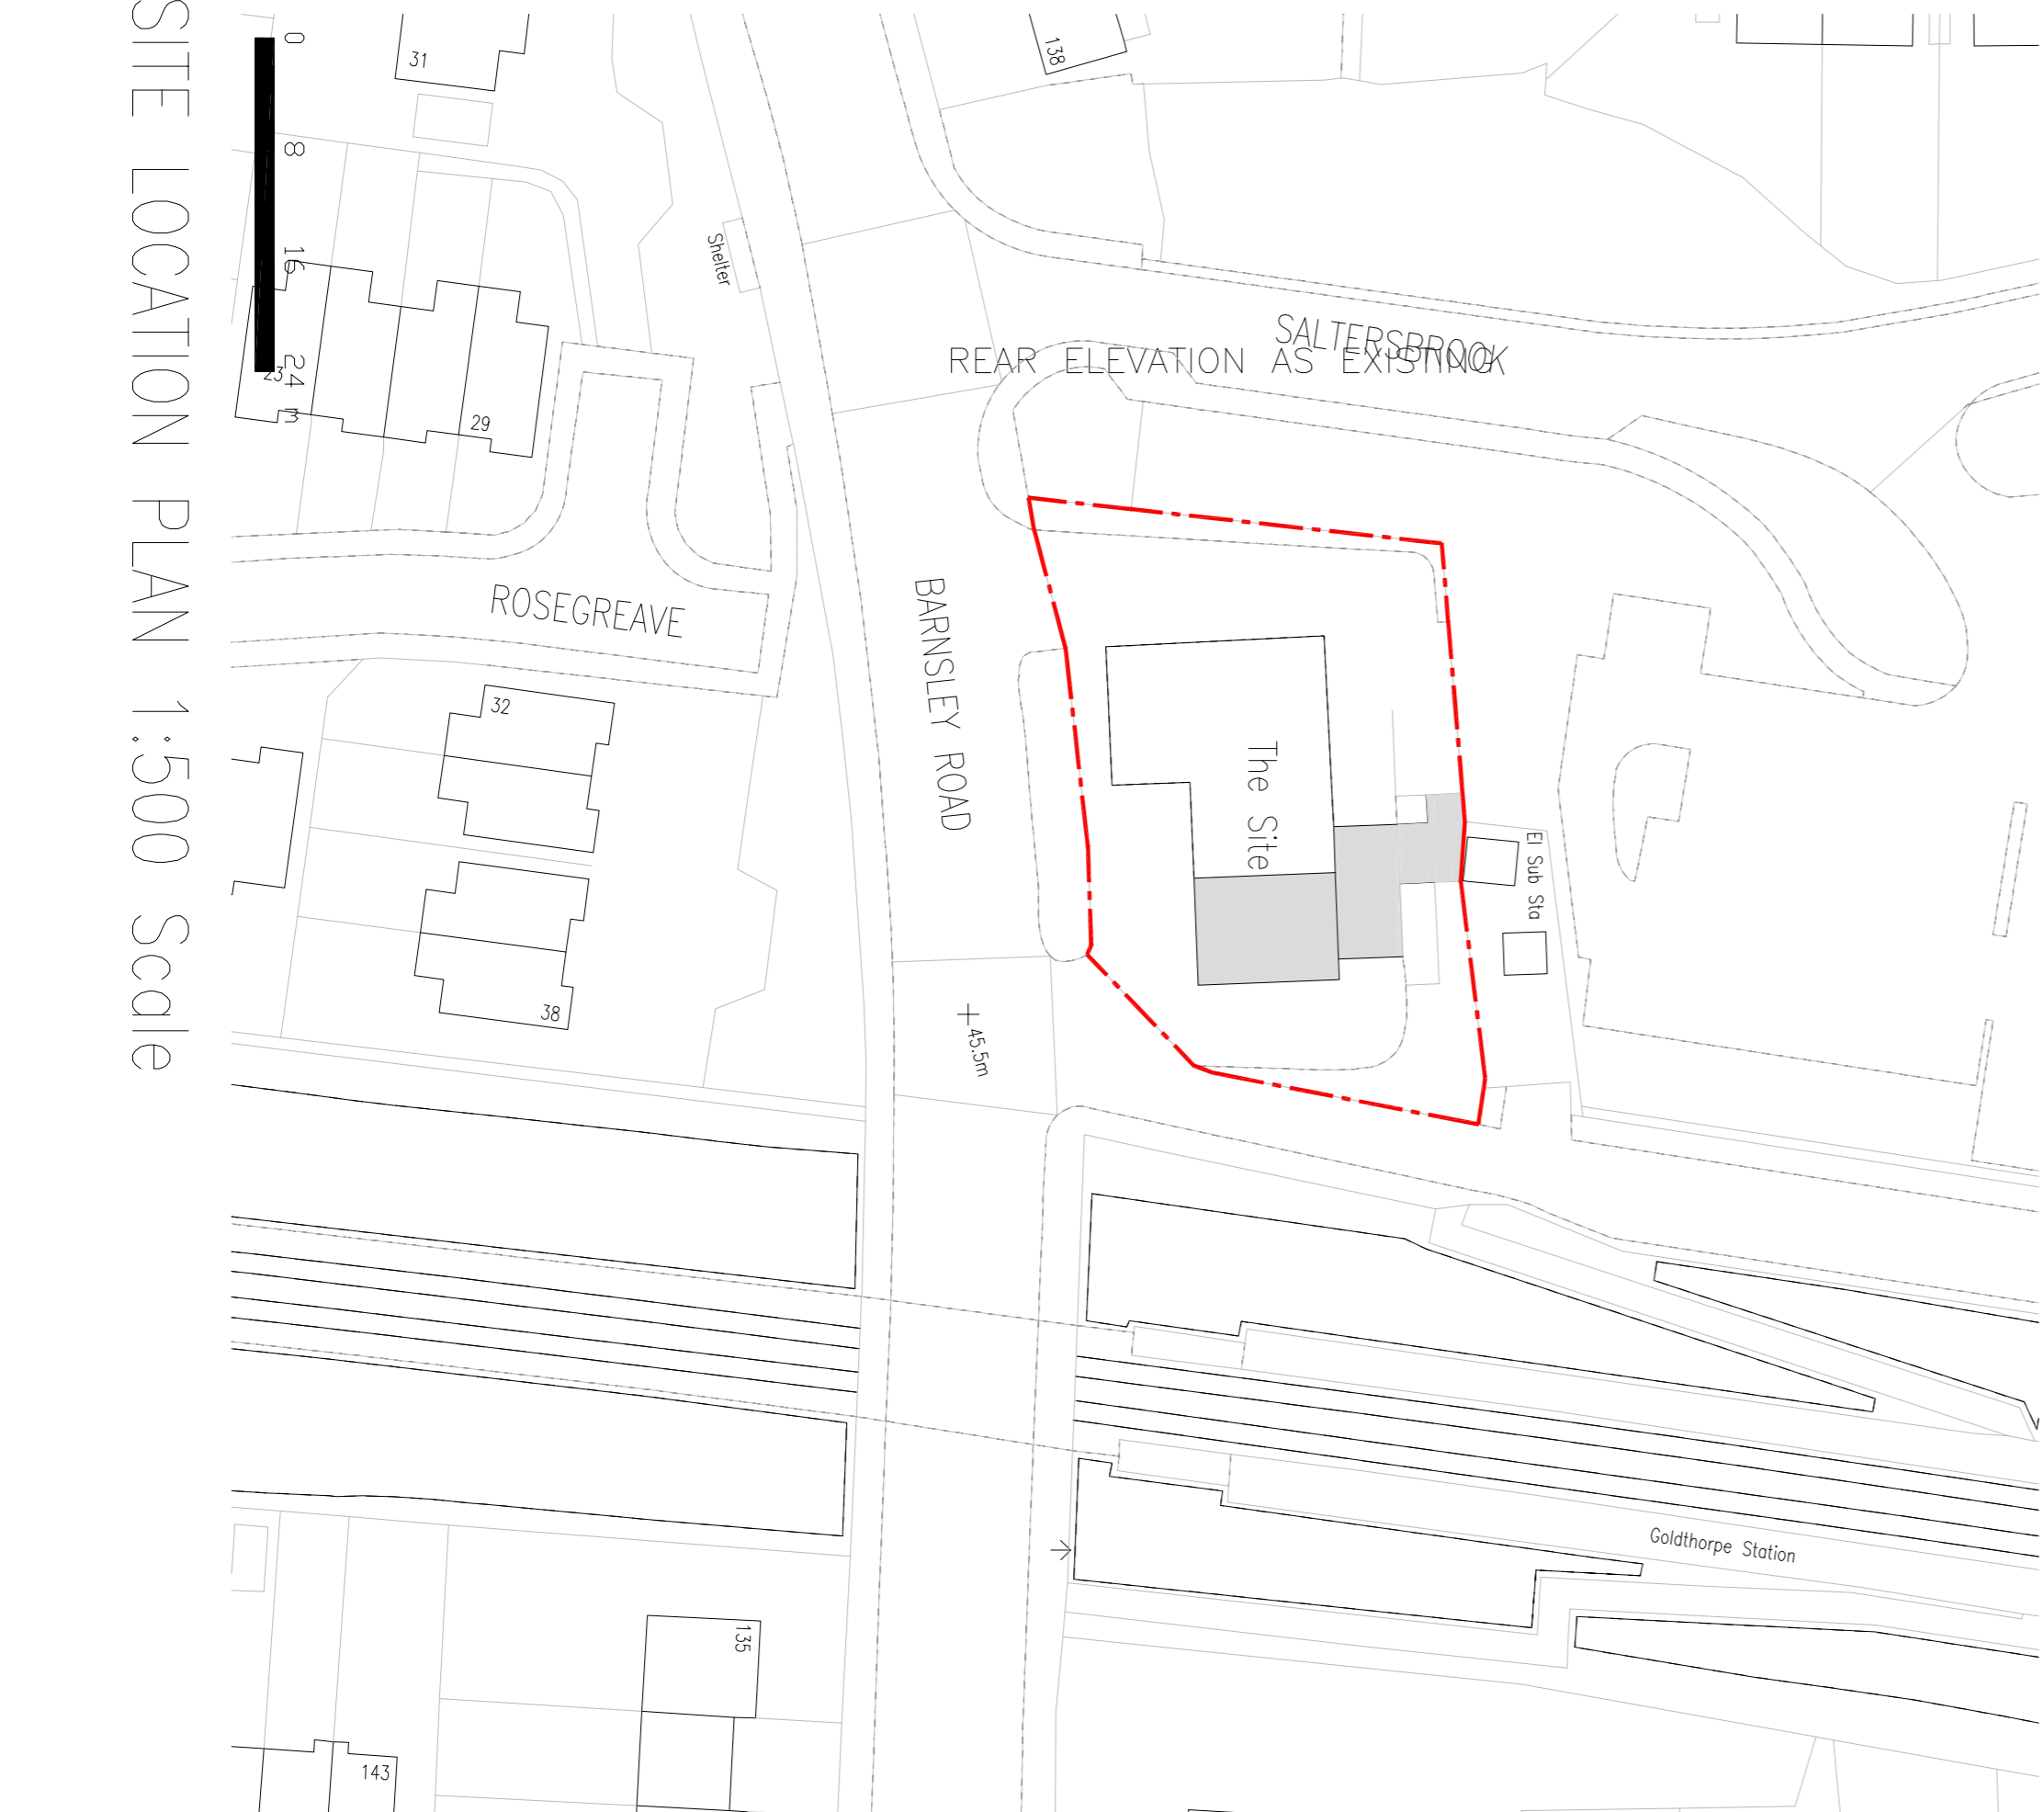 SITE LOCATION PLAN 1:500 Scale
0 8 16 24 m
31
138
Shelter
SALTERSBROOK
REAR ELEVATION AS EXISTING
23
29
ROSEGREAVE
BARNSLEY ROAD
32
The Site
El Sub Sta
38
+45.5m
Goldthorpe Station
135
143